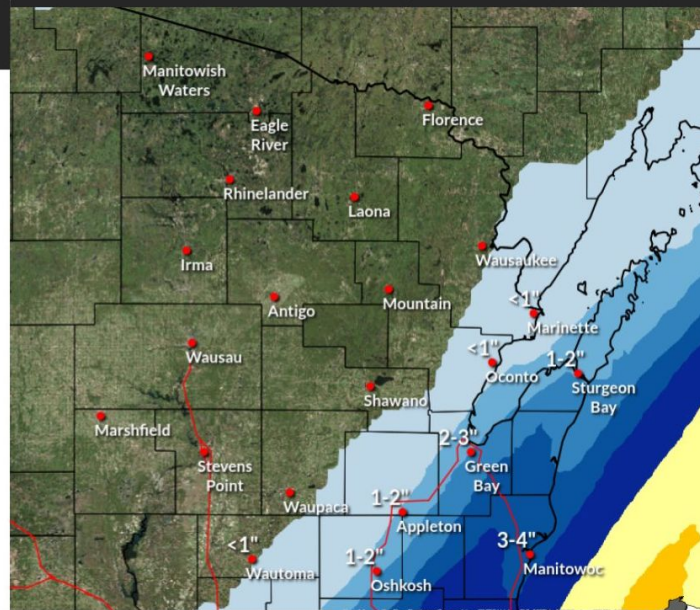 Manitowish
Waters
Eagle
River
Florence
Rhinelander
Laona
Irma
Wausaukee
Antigo
Mountain
<1"
Marinette
Wausau
<1"
Oconto
1-2"
Sturgeon
Bay
Shawano
Marshfield
2-3"
Green
Bay
Stevens
Point
Waupaca
1-2"
Appleton
<1"
Wautoma
1-2"
Oshkosh
3-4"
Manitowoc